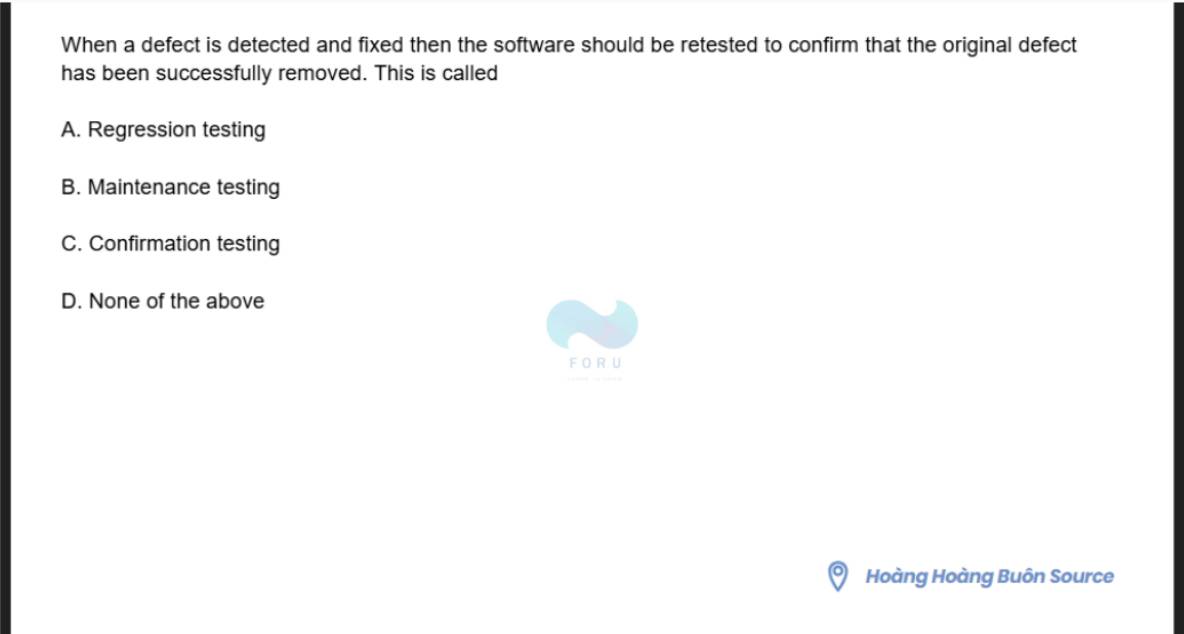 When a defect is detected and fixed then the software should be retested to confirm that the original defect
has been successfully removed. This is called
A. Regression testing
B. Maintenance testing
C. Confirmation testing
D. None of the above
FORU
Hoàng Hoàng Buôn Source